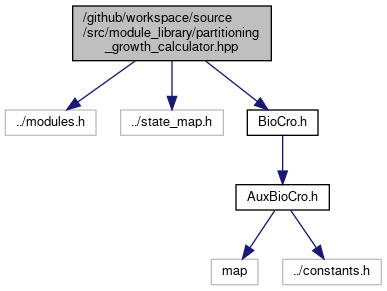 /github/workspace/source
/src/module_library/partitioning
_growth_calculator.hpp
../modules.h
../state_map.h
BioCro.h
AuxBioCro.h
map
../constants.h